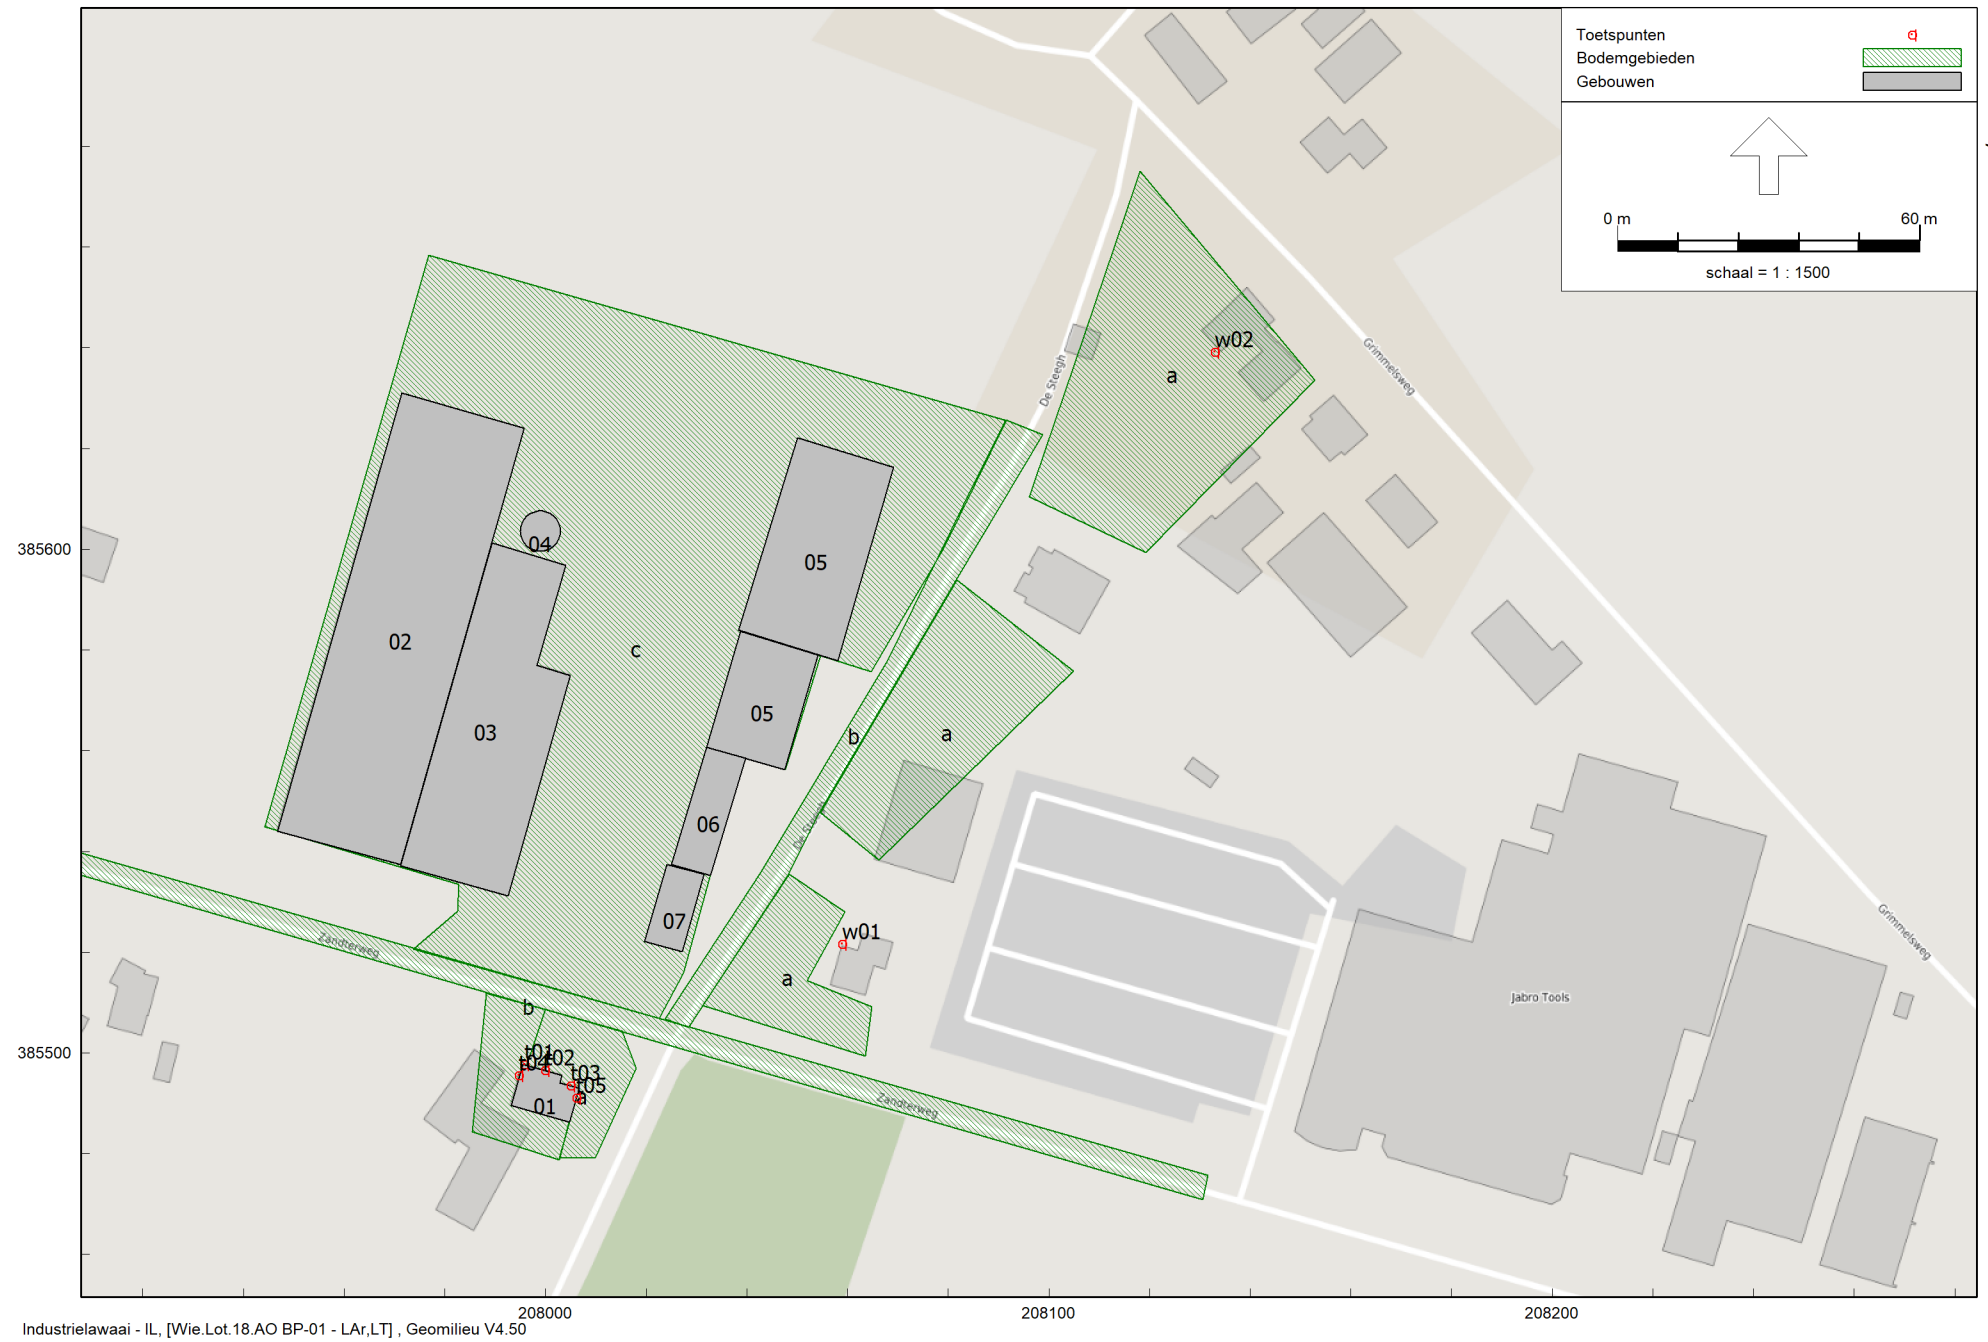 Toetspunten
Bodemgebieden
Gebouwen
0 m 60 m
schaal = 1 : 1500
w02
a
De Steegh
Grimmelsweg
385600
04
05
02
c
03
05
b
a
06
De Steegh
07
w01
Grimmelsweg
Zandterweg
a
Jabro Tools
b
385500
t01
t02
t04
t03
t05
a
01
Zandterweg
208000 208100 208200
Industrielawaai - IL, [Wie.Lot.18.AO BP-01 - LAr,LT] , Geomilieu V4.50